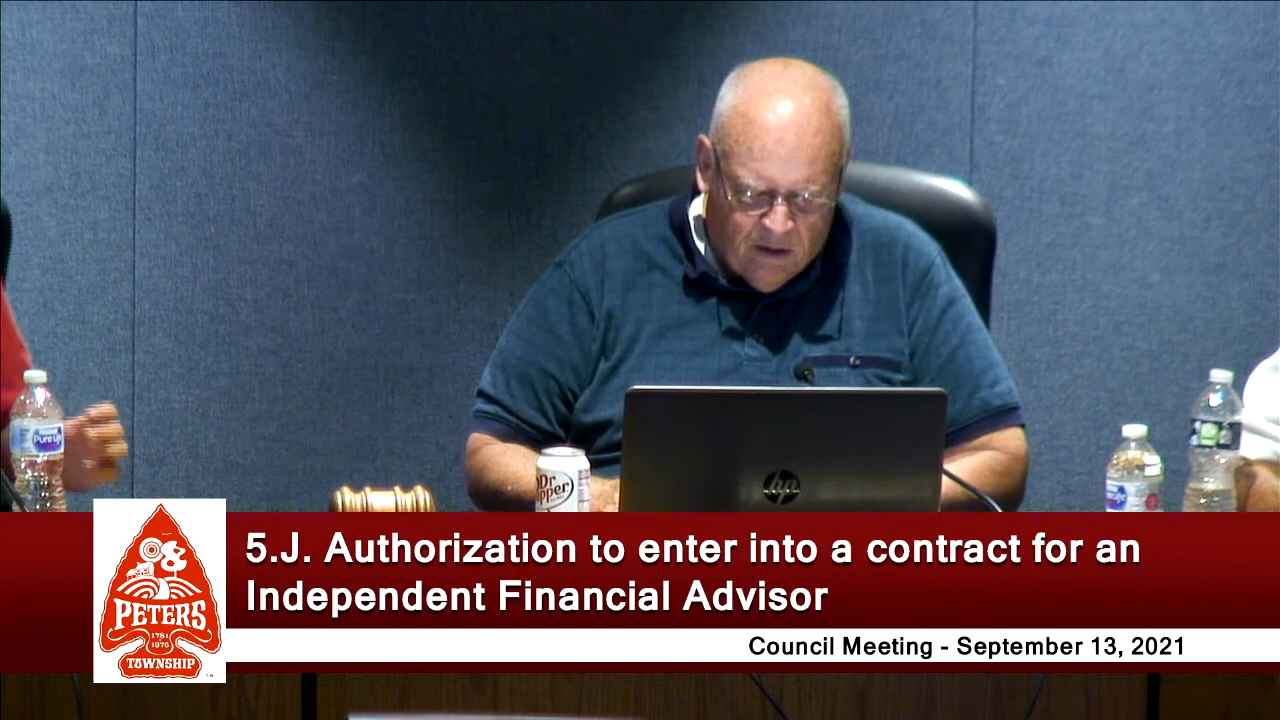 Nestle
Pure Life
Dr
Pepper
hp
5.J. Authorization to enter into a contract for an
Independent Financial Advisor
PETERS
1781
1976
TOWNSHIP
Council Meeting - September 13, 2021